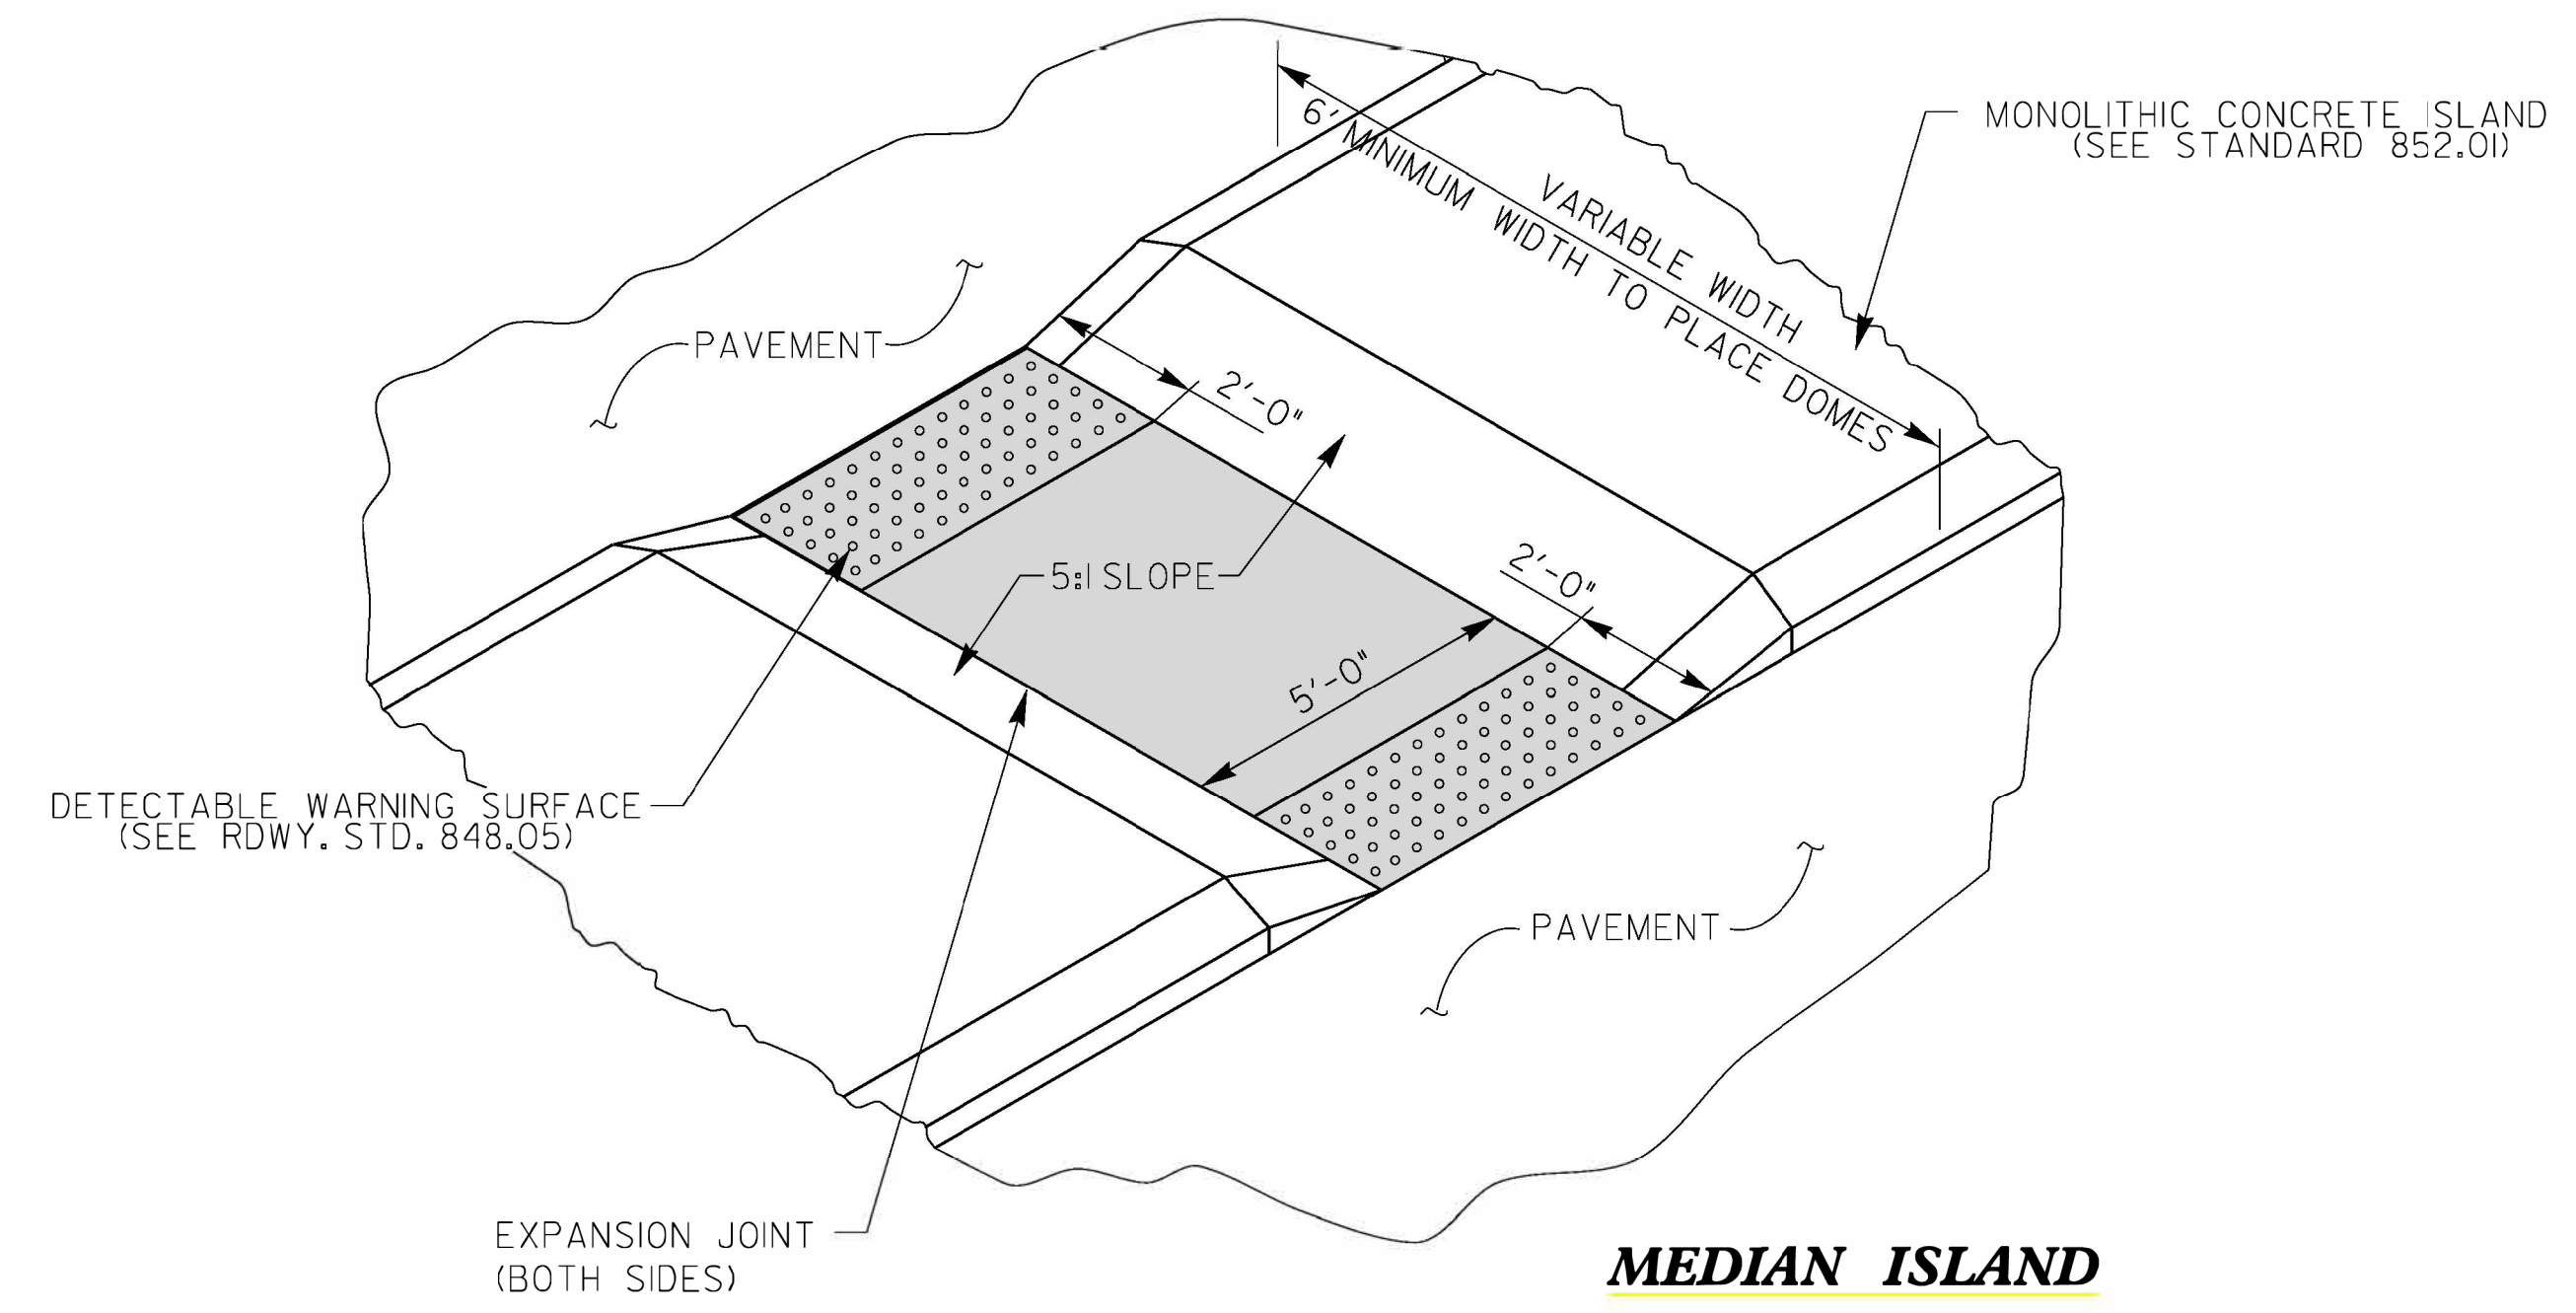 MONOLITHIC CONCRETE ISLAND
(SEE STANDARD 852.01)
6' MINIMUM WIDTH TO PLACE DOMES
VARIABLE WIDTH
PAVEMENT
2'-0"
2'-0"
5:1 SLOPE
5'-0"
DETECTABLE WARNING SURFACE
(SEE RDWY. STD. 848.05)
PAVEMENT
EXPANSION JOINT
(BOTH SIDES)
MEDIAN ISLAND